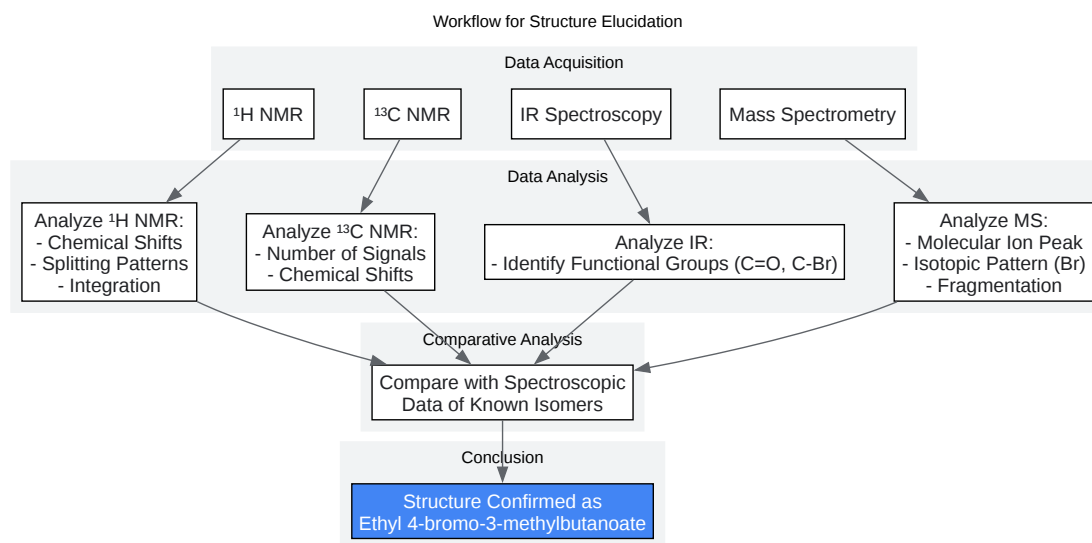 Workflow for Structure Elucidation
Data Acquisition
¹H NMR
¹³C NMR
IR Spectroscopy
Mass Spectrometry
Data Analysis
Analyze ¹H NMR:
- Chemical Shifts
- Splitting Patterns
- Integration
Analyze ¹³C NMR:
- Number of Signals
- Chemical Shifts
Analyze IR:
- Identify Functional Groups (C=O, C-Br)
Analyze MS:
- Molecular Ion Peak
- Isotopic Pattern (Br)
- Fragmentation
Comparative Analysis
Compare with Spectroscopic
Data of Known Isomers
Conclusion
Structure Confirmed as
Ethyl 4-bromo-3-methylbutanoate